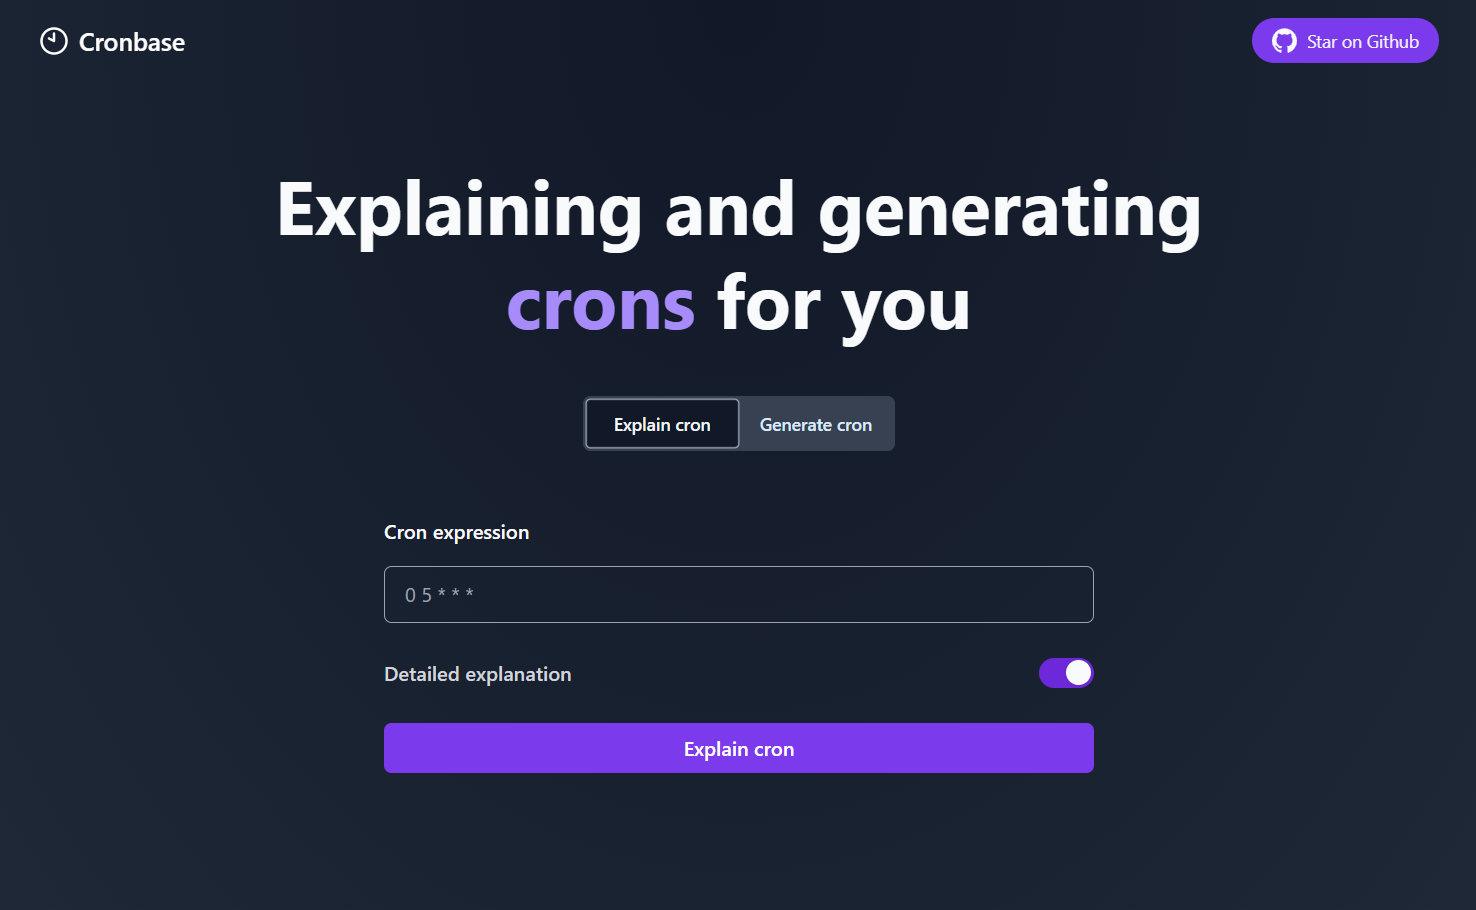 Cronbase
Star on Github
Explaining and generating
crons for you
Explain cron
Generate cron
Cron expression
0 5 * * *
Detailed explanation
Explain cron